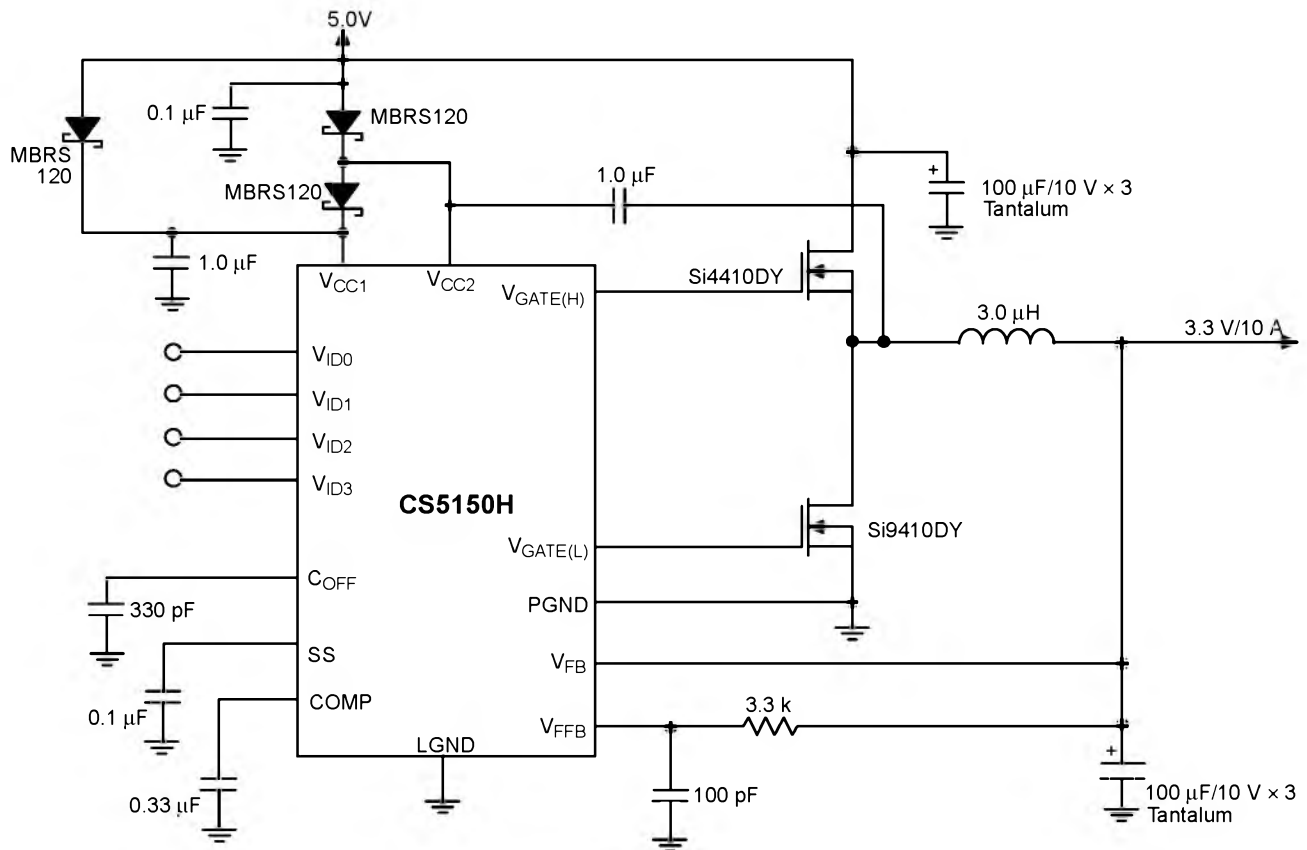 5.0V
0.1 μF
MBRS120
MBRS
120
MBRS120
1.0 μF
+
100 μF/10 V × 3
Tantalum
1.0 μF
VCC1
VCC2
VGATE(H)
Si4410DY
3.0 μH
3.3 V/10 A
VID0
VID1
VID2
VID3
CS5150H
VGATE(L)
Si9410DY
COFF
330 pF
PGND
SS
VFB
0.1 μF
COMP
VFFB
3.3 k
LGND
+
0.33 μF
100 pF
100 μF/10 V × 3
Tantalum